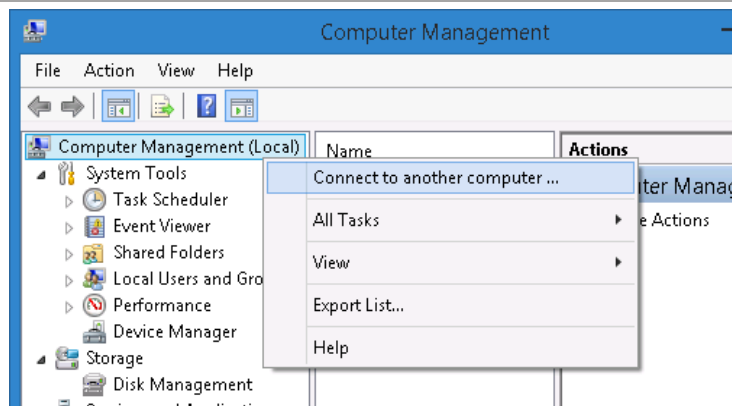 Computer Management
File Action View Help
Computer Management (Local)
Name
Actions
System Tools
Connect to another computer ...
Task Scheduler
All Tasks
Event Viewer
Shared Folders
View
Local Users and Gro
Performance
Export List...
Device Manager
Help
Storage
Disk Management
Actions